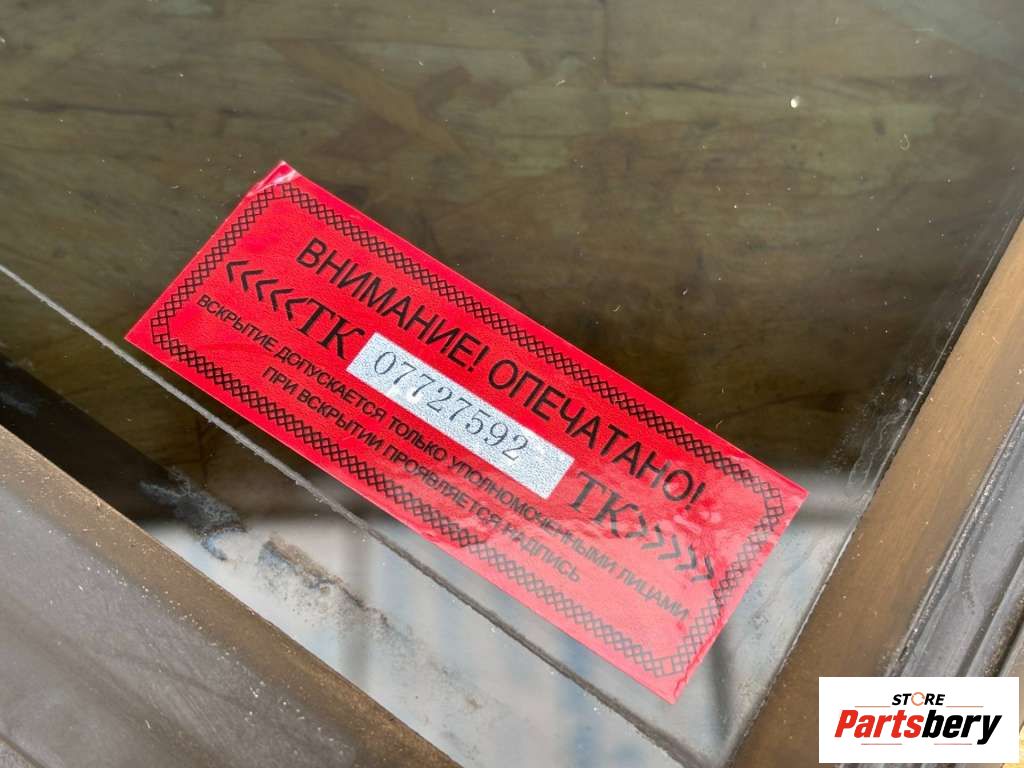 ВНИМАНИЕ! ОПЕЧАТАНО!
<<<<<ТК 07727592 ТК>>>>>
ВСКРЫТИЕ ДОПУСКАЕТСЯ ТОЛЬКО УПОЛНОМОЧЕННЫМИ ЛИЦАМИ
ПРИ ВСКРЫТИИ ПРОЯВЛЯЕТСЯ НАДПИСЬ
STORE
Partsbery